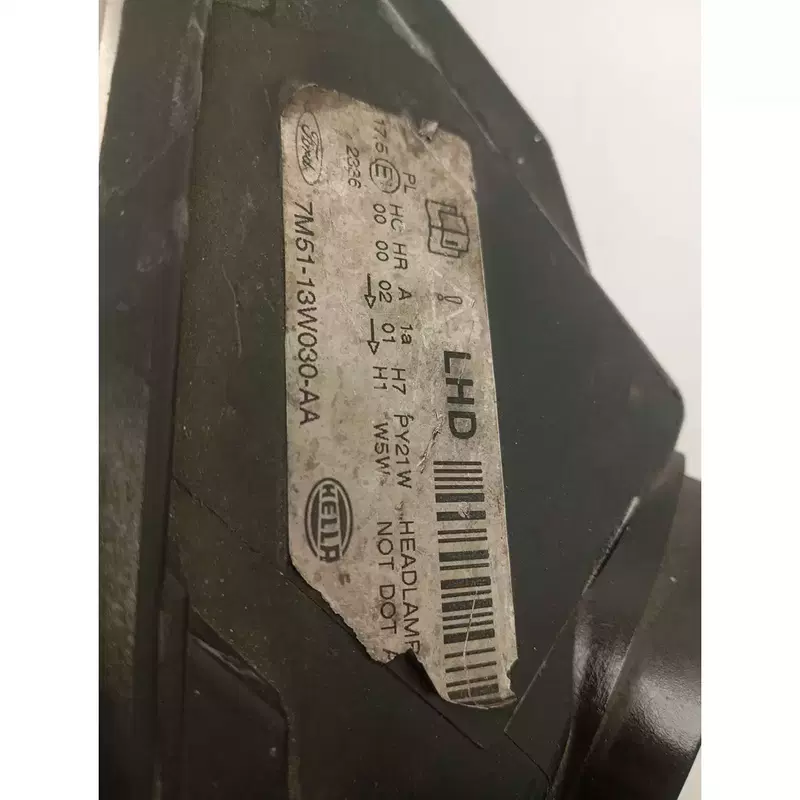 LHD
PL HC HR A 1a H7 PY21W HEADLAMP
17,5 E 00 00 02 01 H1 W5W NOT DOT A
2336
Ford 7M51-13W030-AA HELLA